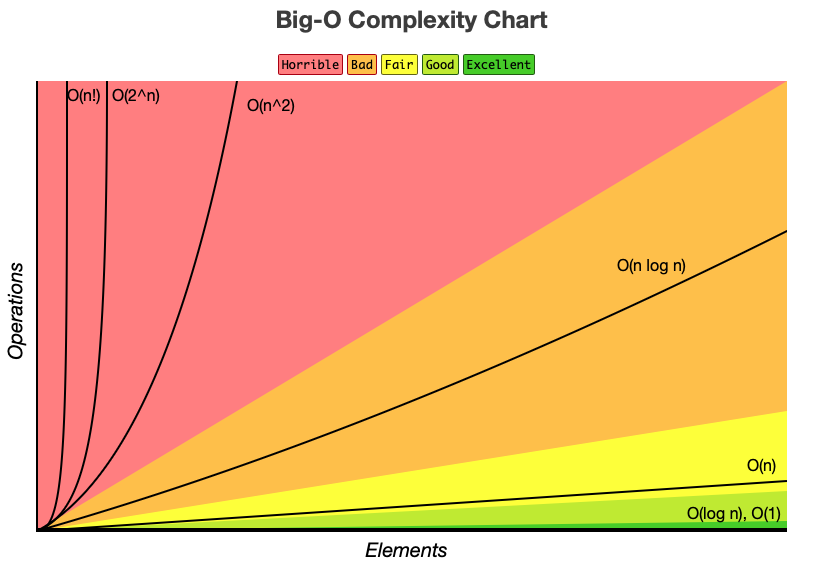 Big-O Complexity Chart
Horrible Bad Fair Good Excellent
O(n!) O(2^n)
O(n^2)
O(n log n)
O(n)
O(log n), O(1)
Operations
Elements